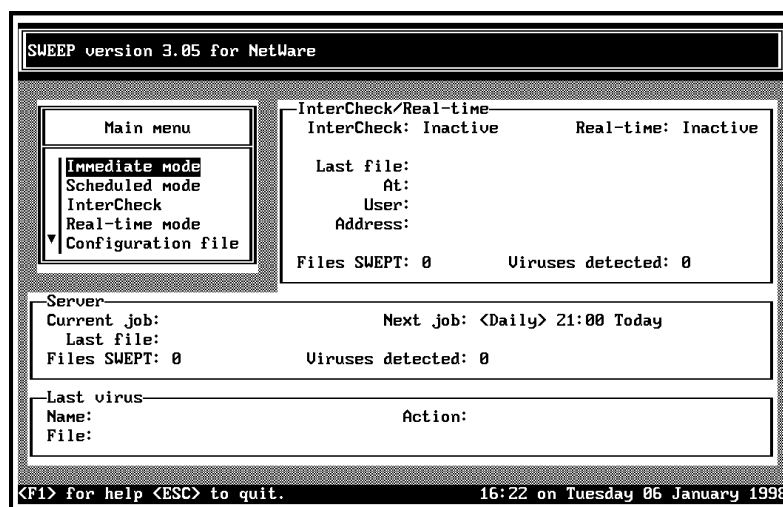 SWEEP version 3.05 for NetWare
Main menu
Immediate mode
Scheduled mode
InterCheck
Real-time mode
Configuration file
InterCheck/Real-time
InterCheck: Inactive Real-time: Inactive
Last file:
At:
User:
Address:
Files SWEPT: 0 Viruses detected: 0
Server
Current job: Next job: <Daily> 21:00 Today
Last file:
Files SWEPT: 0 Viruses detected: 0
Last virus
Name: Action:
File:
<F1> for help <ESC> to quit. 16:22 on Tuesday 06 January 1998